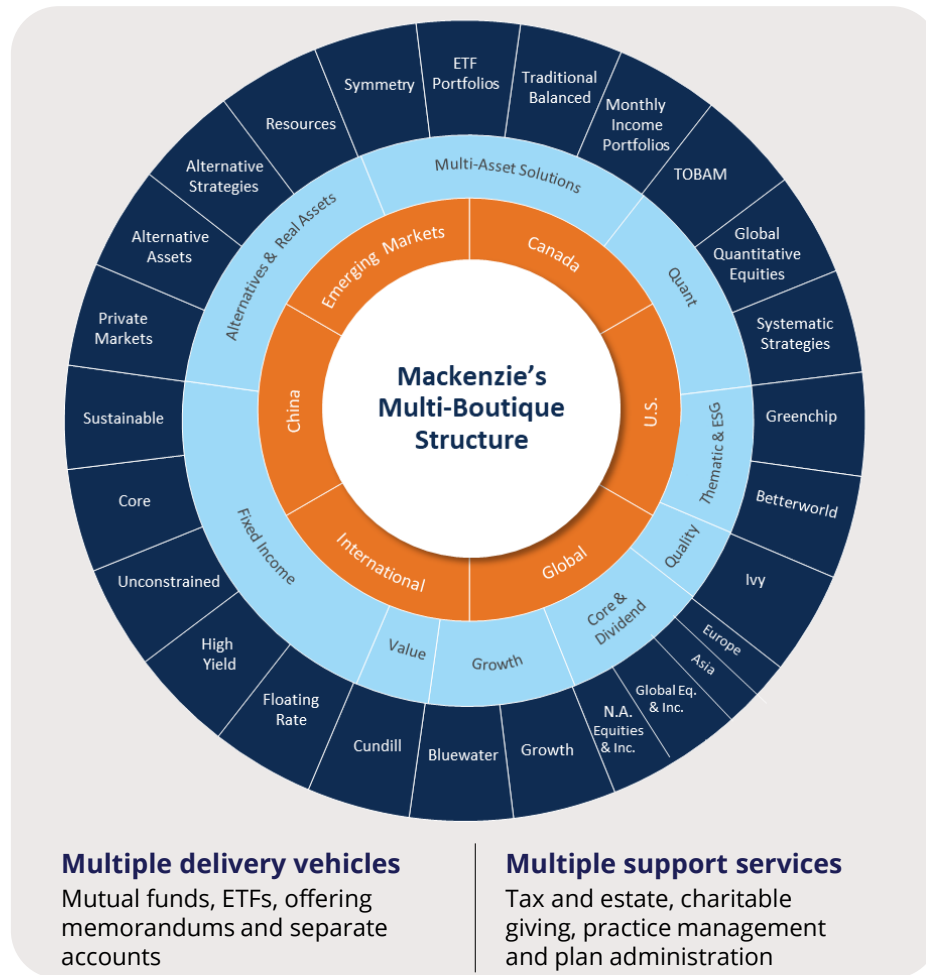 Mackenzie's
Multi-Boutique
Structure
Emerging Markets
Canada
U.S.
Global
International
China
Multi-Asset Solutions
Quant
Thematic & ESG
Quality
Core &
Dividend
Growth
Value
Fixed Income
Alternatives & Real Assets
Symmetry
ETF
Portfolios
Traditional
Balanced
Monthly
Income
Portfolios
TOBAM
Global
Quantitative
Equities
Systematic
Strategies
Greenchip
Betterworld
Ivy
Europe
Asia
Global Eq.
& Inc.
N.A.
Equities
& Inc.
Growth
Bluewater
Cundill
Floating
Rate
High
Yield
Unconstrained
Core
Sustainable
Private
Markets
Alternative
Assets
Alternative
Strategies
Resources
Multiple delivery vehicles
Mutual funds, ETFs, offering
memorandums and separate
accounts
Multiple support services
Tax and estate, charitable
giving, practice management
and plan administration